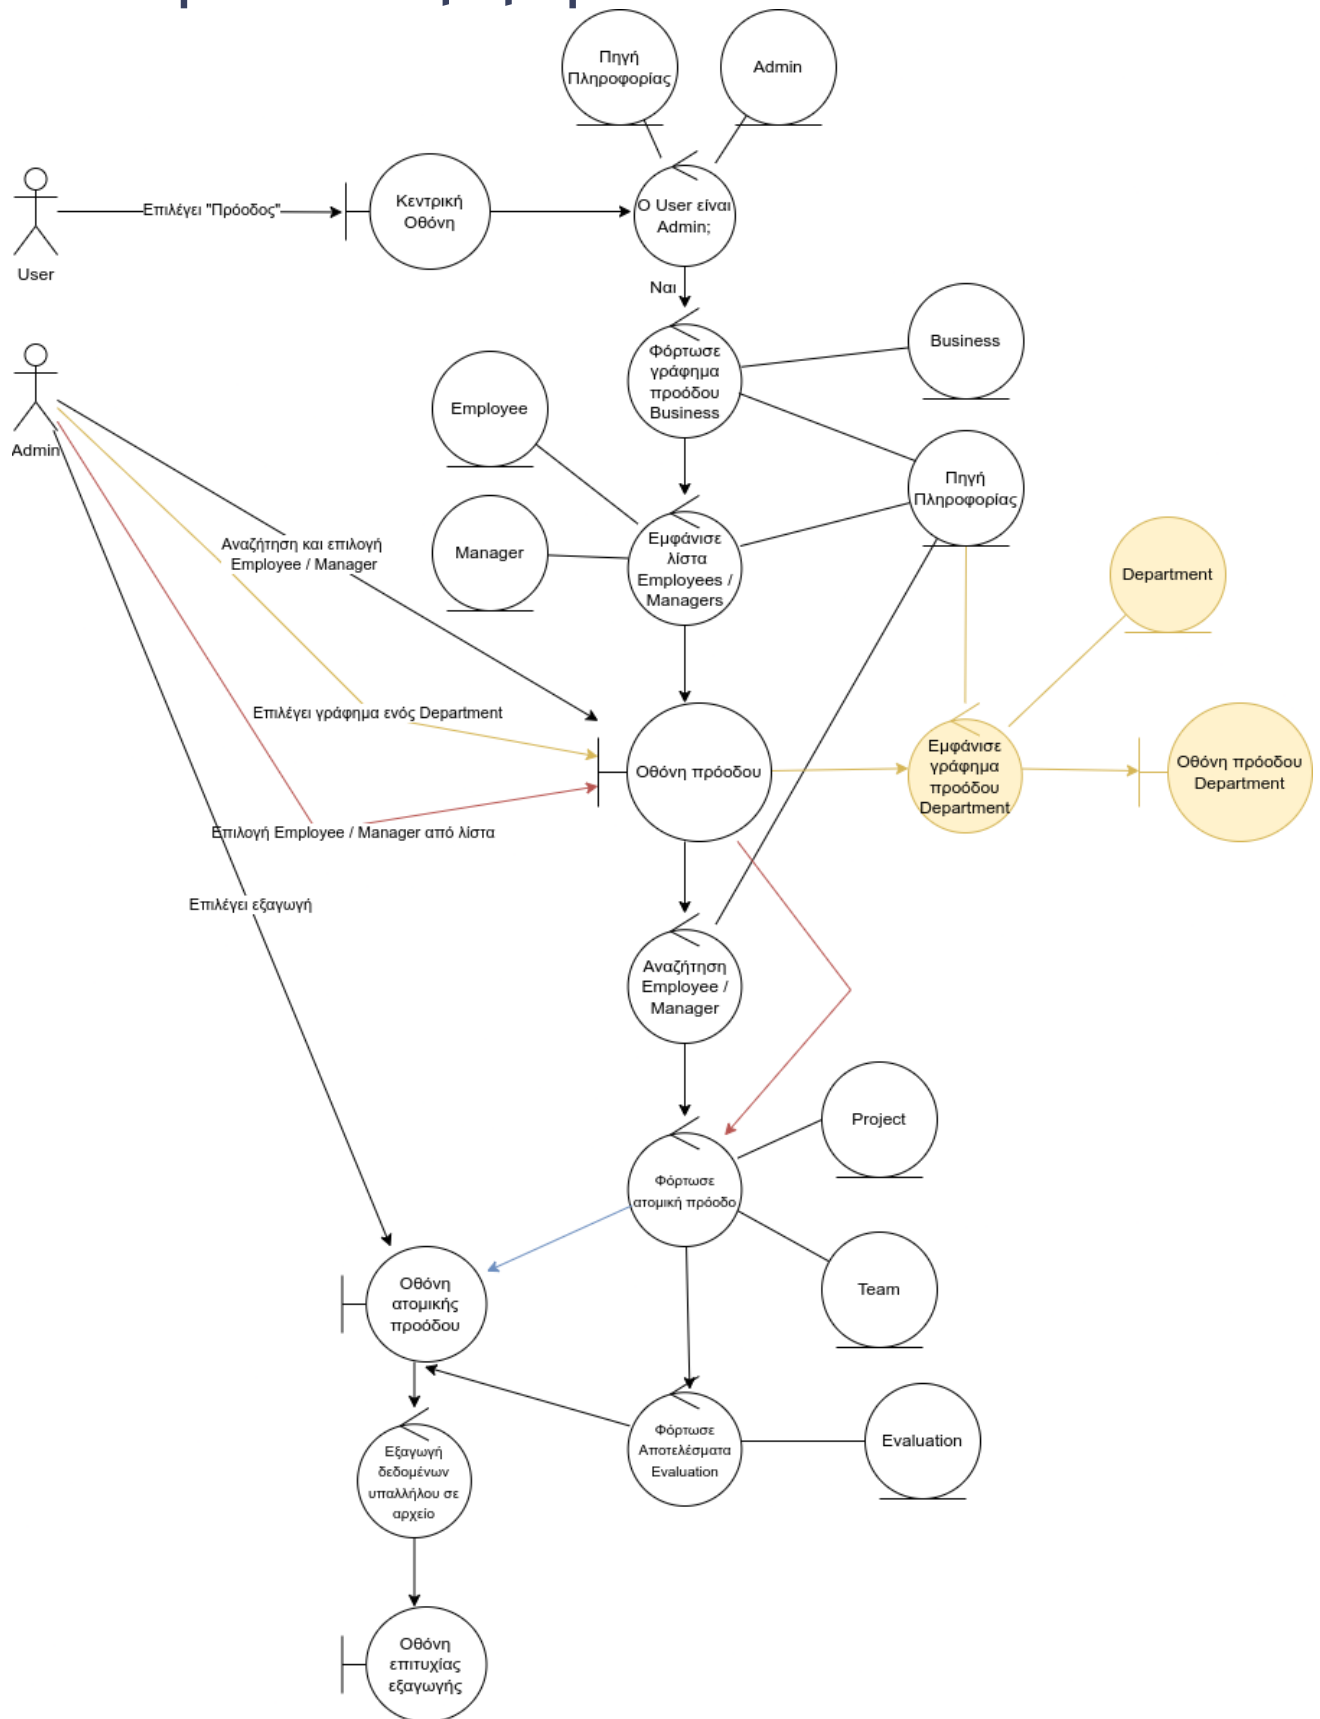 Πηγή
Πληροφορίας
Admin
Επιλέγει "Πρόοδος"
Κεντρική
Οθόνη
Ο User είναι
Admin;
User
Ναι
Φόρτωσε
γράφημα
προόδου
Business
Business
Admin
Employee
Πηγή
Πληροφορίας
Manager
Εμφάνισε
λίστα
Employees /
Managers
Αναζήτηση και επιλογή
Employee / Manager
Department
Επιλέγει γράφημα ενός Department
Οθόνη πρόοδου
Εμφάνισε
γράφημα
προόδου
Department
Οθόνη πρόοδου
Department
Επιλογή Employee / Manager από λίστα
Επιλέγει εξαγωγή
Αναζήτηση
Employee /
Manager
Project
Φόρτωσε
ατομική πρόοδο
Team
Οθόνη
ατομικής
προόδου
Φόρτωσε
Αποτελέσματα
Evaluation
Evaluation
Εξαγωγή
δεδομένων
υπαλλήλου σε
αρχείο
Οθόνη
επιτυχίας
εξαγωγής